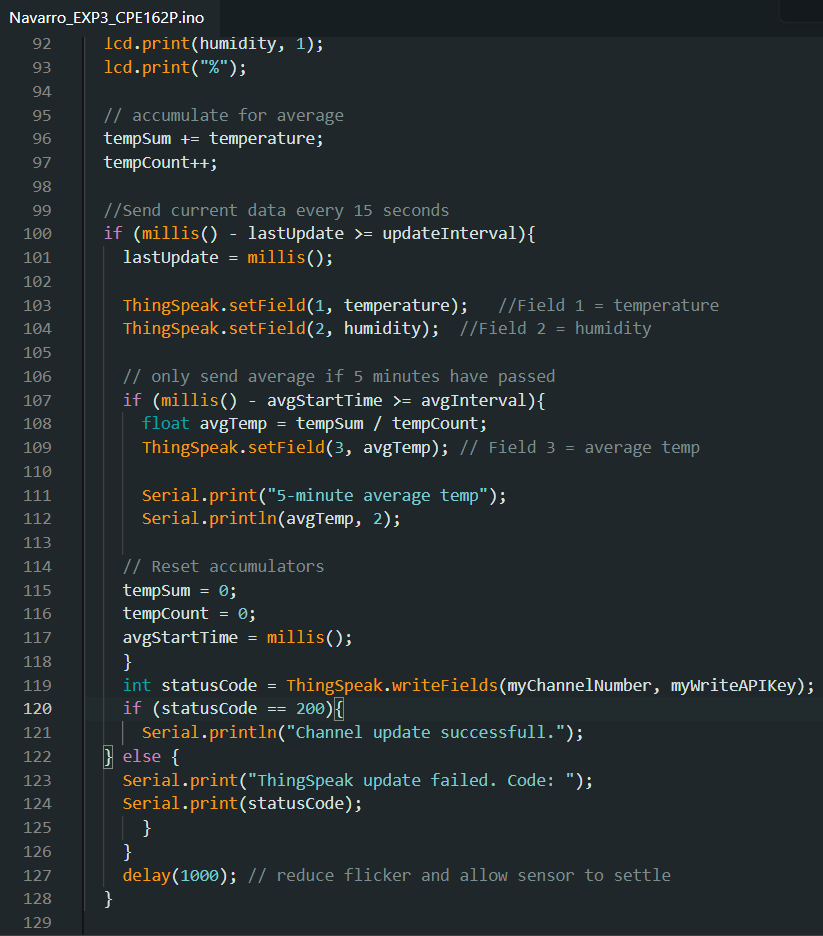 Navarro_EXP3_CPE162P.ino
92 lcd.print(humidity, 1);
93 lcd.print("%");
94
95 // accumulate for average
96 tempSum += temperature;
97 tempCount++;
98
99 //Send current data every 15 seconds
100 if (millis() - lastUpdate >= updateInterval){
101 lastUpdate = millis();
102
103 ThingSpeak.setField(1, temperature); //Field 1 = temperature
104 ThingSpeak.setField(2, humidity); //Field 2 = humidity
105
106 // only send average if 5 minutes have passed
107 if (millis() - avgStartTime >= avgInterval){
108 float avgTemp = tempSum / tempCount;
109 ThingSpeak.setField(3, avgTemp); // Field 3 = average temp
110
111 Serial.print("5-minute average temp");
112 Serial.println(avgTemp, 2);
113
114 // Reset accumulators
115 tempSum = 0;
116 tempCount = 0;
117 avgStartTime = millis();
118 }
119 int statusCode = ThingSpeak.writeFields(myChannelNumber, myWriteAPIKey);
120 if (statusCode == 200){
121 Serial.println("Channel update successfull.");
122 } else {
123 Serial.print("ThingSpeak update failed. Code: ");
124 Serial.print(statusCode);
125 }
126 }
127 delay(1000); // reduce flicker and allow sensor to settle
128 }
129